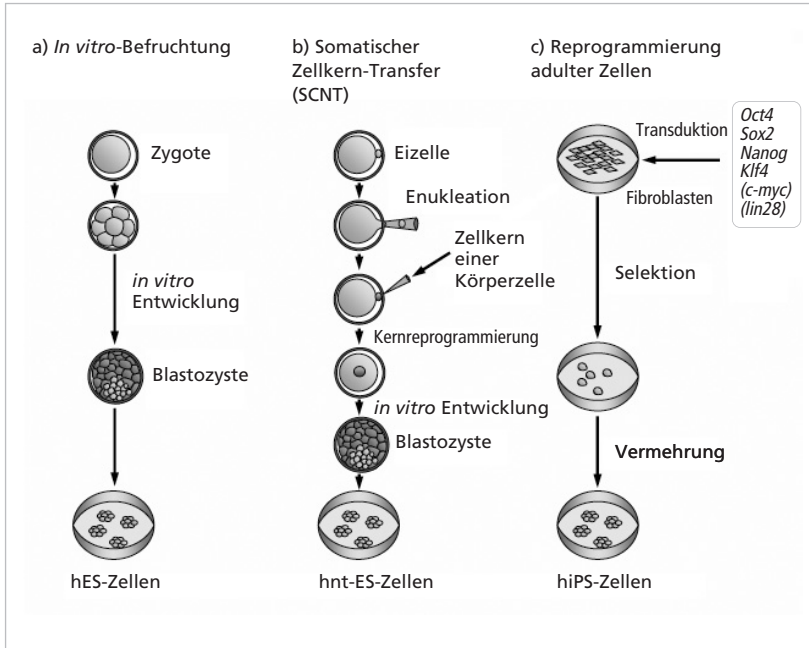 a) In vitro-Befruchtung
Zygote
in vitro
Entwicklung
Blastozyste
hES-Zellen
b) Somatischer
Zellkern-Transfer
(SCNT)
Eizelle
Enukleation
Zellkern
einer
Körperzelle
Kernreprogrammierung
in vitro Entwicklung
Blastozyste
hnt-ES-Zellen
c) Reprogrammierung
adulter Zellen
Transduktion
Oct4
Sox2
Nanog
Klf4
(c-myc)
(lin28)
Fibroblasten
Selektion
Vermehrung
hiPS-Zellen